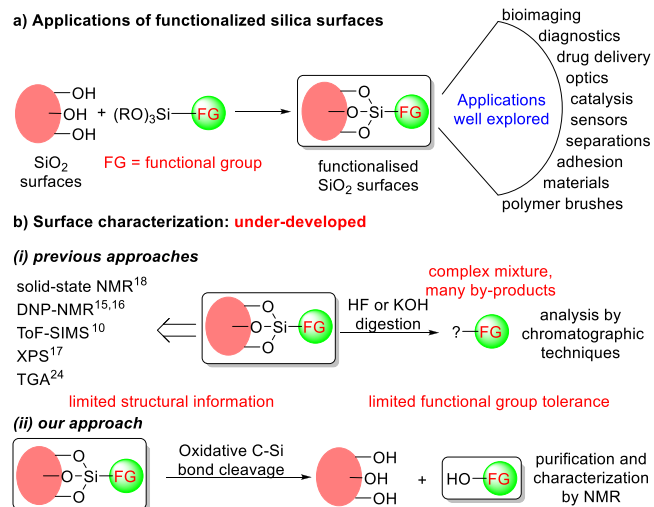 a) Applications of functionalized silica surfaces
bioimaging
diagnostics
drug delivery
optics
catalysis
sensors
separations
adhesion
materials
polymer brushes
Applications
well explored
OH
OH
OH
+ (RO)3Si
FG
O
O
Si
O
FG
SiO2
surfaces
FG = functional group
functionalised
SiO2 surfaces
b) Surface characterization: under-developed
(i) previous approaches
solid-state NMR18
DNP-NMR15,16
ToF-SIMS10
XPS17
TGA24
O
O
Si
O
FG
HF or KOH
digestion
complex mixture,
many by-products
?
FG
analysis by
chromatographic
techniques
limited structural information
limited functional group tolerance
(ii) our approach
O
O
Si
O
FG
Oxidative C-Si
bond cleavage
OH
OH
OH
+
HO
FG
purification and
characterization
by NMR